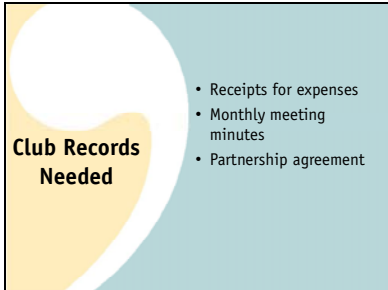 Club Records
Needed
• Receipts for expenses
• Monthly meeting
minutes
• Partnership agreement